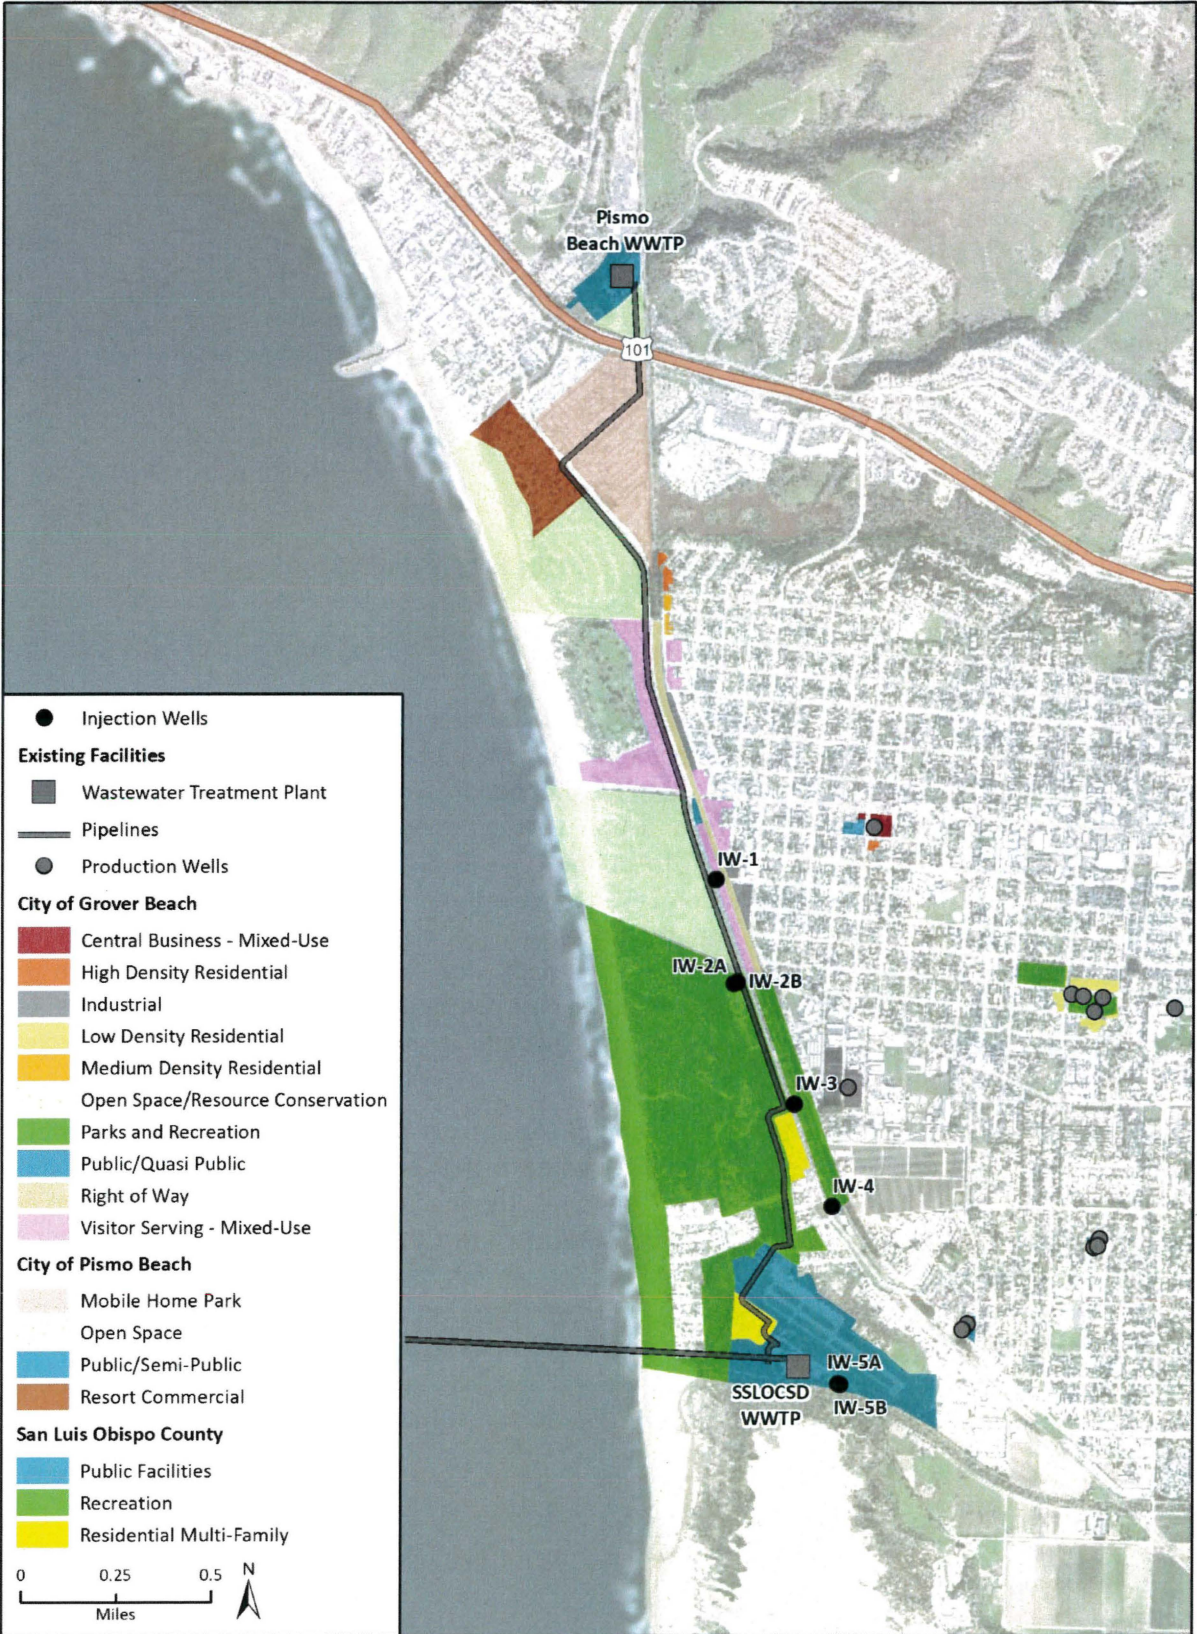 Pismo
Beach WWTP
101
IW-1
IW-2A
IW-2B
IW-3
IW-4
IW-5A
SSLOCSD
WWTP
IW-5B
Injection Wells
Existing Facilities
Wastewater Treatment Plant
Pipelines
Production Wells
City of Grover Beach
Central Business - Mixed-Use
High Density Residential
Industrial
Low Density Residential
Medium Density Residential
Open Space/Resource Conservation
Parks and Recreation
Public/Quasi Public
Right of Way
Visitor Serving - Mixed-Use
City of Pismo Beach
Mobile Home Park
Open Space
Public/Semi-Public
Resort Commercial
San Luis Obispo County
Public Facilities
Recreation
Residential Multi-Family
0 0.25 0.5
Miles
N